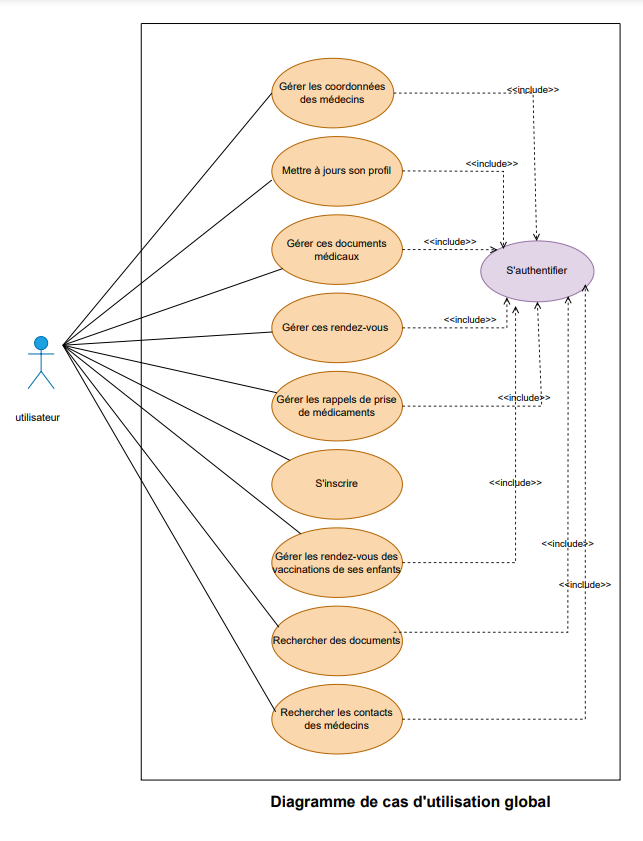 Gérer les coordonnées
des médecins
<<include>>
Mettre à jours son profil
<<include>>
Gérer ces documents
médicaux
<<include>>
S'authentifier
Gérer ces rendez-vous
<<include>>
Gérer les rappels de prise
de médicaments
<<include>>
utilisateur
S'inscrire
<<include>>
Gérer les rendez-vous des
vaccinations de ses enfants
<<include>>
<<include>>
Rechercher des documents
Rechercher les contacts
des médecins
Diagramme de cas d'utilisation global